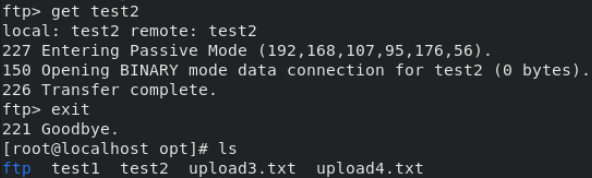 ftp> get test2
local: test2 remote: test2
227 Entering Passive Mode (192,168,107,95,176,56).
150 Opening BINARY mode data connection for test2 (0 bytes).
226 Transfer complete.
ftp> exit
221 Goodbye.
[root@localhost opt]# ls
ftp  test1  test2  upload3.txt  upload4.txt